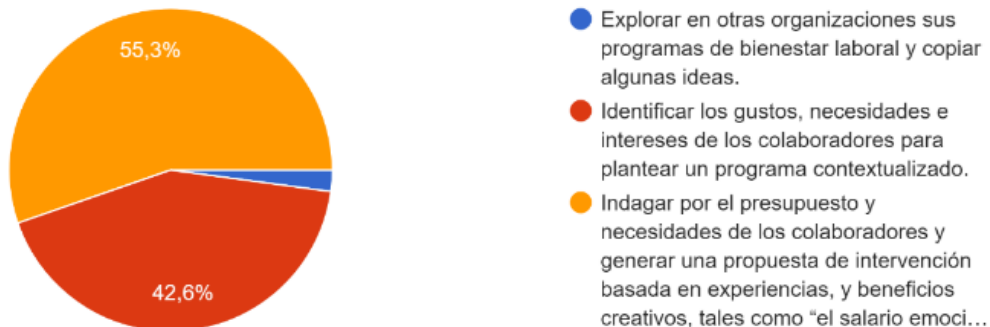 55,3%
42,6%
Explorar en otras organizaciones sus
programas de bienestar laboral y copiar
algunas ideas.
Identificar los gustos, necesidades e
intereses de los colaboradores para
plantear un programa contextualizado.
Indagar por el presupuesto y
necesidades de los colaboradores y
generar una propuesta de intervención
basada en experiencias, y beneficios
creativos, tales como “el salario emoci…